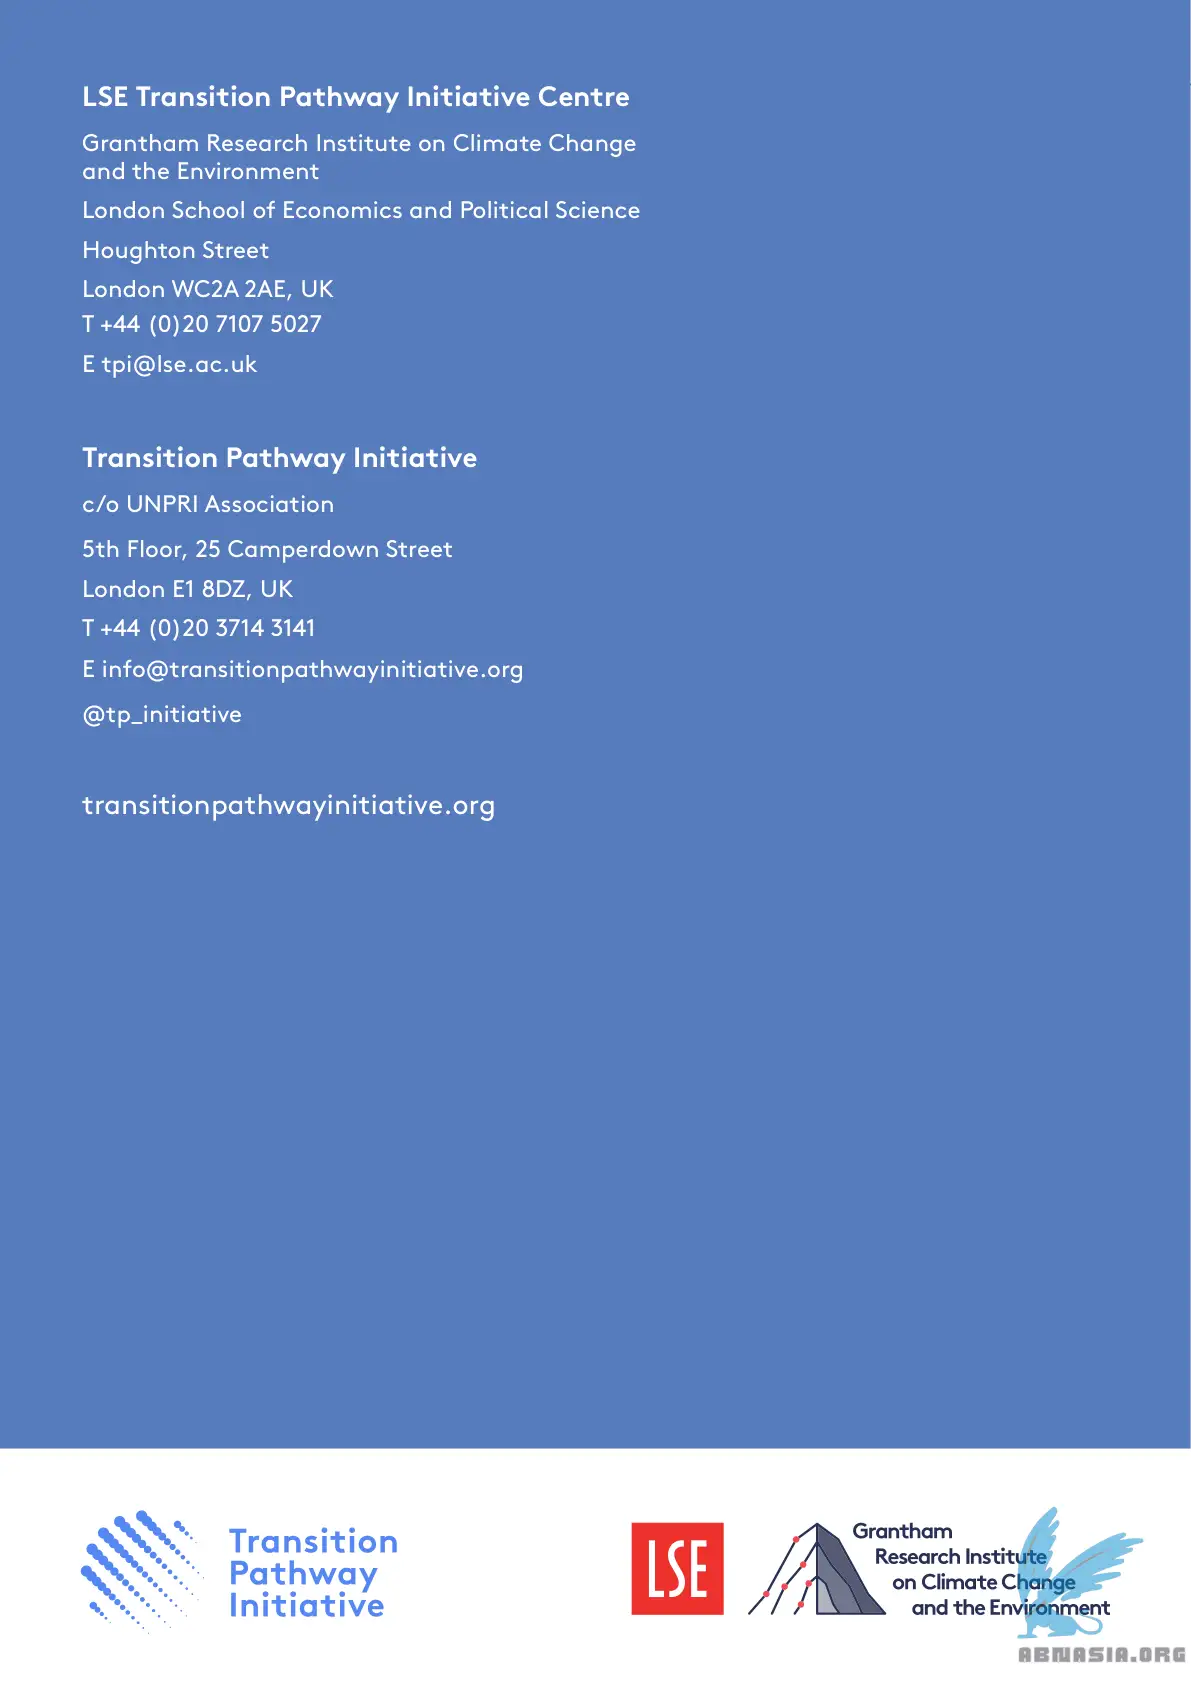 LSE Transition Pathway Initiative Centre
Grantham Research Institute on Climate Change
and the Environment
London School of Economics and Political Science
Houghton Street
London WC2A 2AE, UK
T +44 (0)20 7107 5027
E tpi@lse.ac.uk
Transition Pathway Initiative
c/o UNPRI Association
5th Floor, 25 Camperdown Street
London E1 8DZ, UK
T +44 (0)20 3714 3141
E info@transitionpathwayinitiative.org
@tp_initiative
transitionpathwayinitiative.org
Transition
Pathway
Initiative
LSE
Grantham
Research Institute
on Climate Change
and the Environment
ABNASIA.ORG